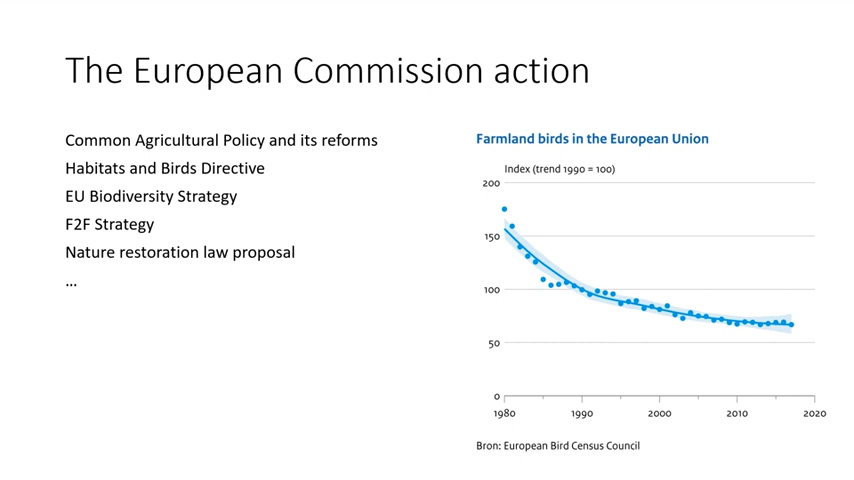 The European Commission action
Common Agricultural Policy and its reforms
Habitats and Birds Directive
EU Biodiversity Strategy
F2F Strategy
Nature restoration law proposal
...
Farmland birds in the European Union
Index (trend 1990 = 100)
200
150
100
50
0
1980 1990 2000 2010 2020
Bron: European Bird Census Council